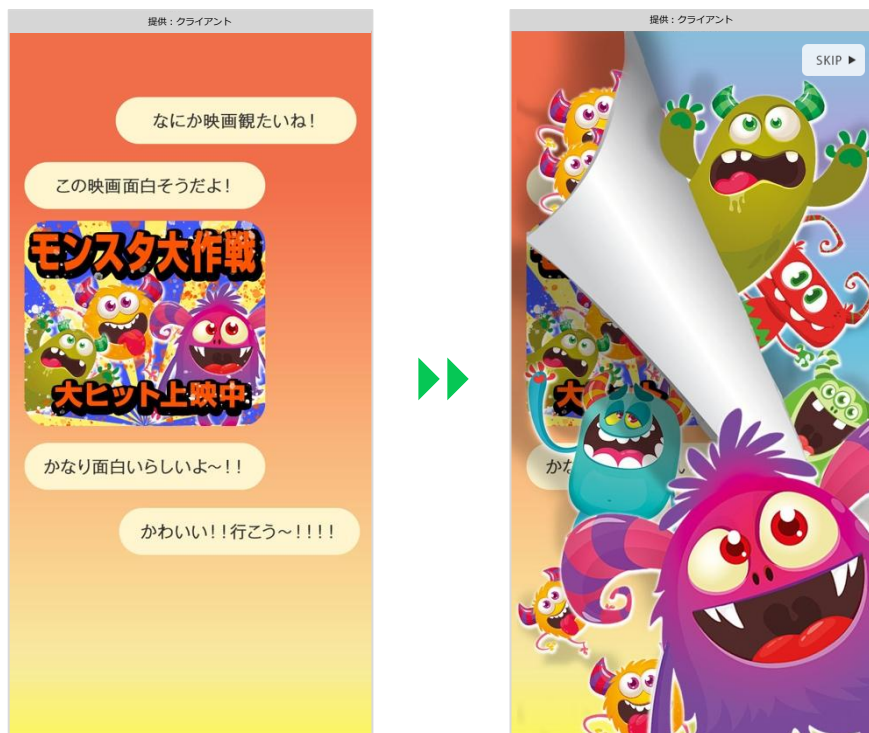 提供：クライアント
なにか映画観たいね！
この映画面白そうだよ！
モンスタ大作戦
大ヒット上映中
かなり面白いらしいよ～！！
かわいい！！行こう～！！！！
提供：クライアント
SKIP ▶
大
かな